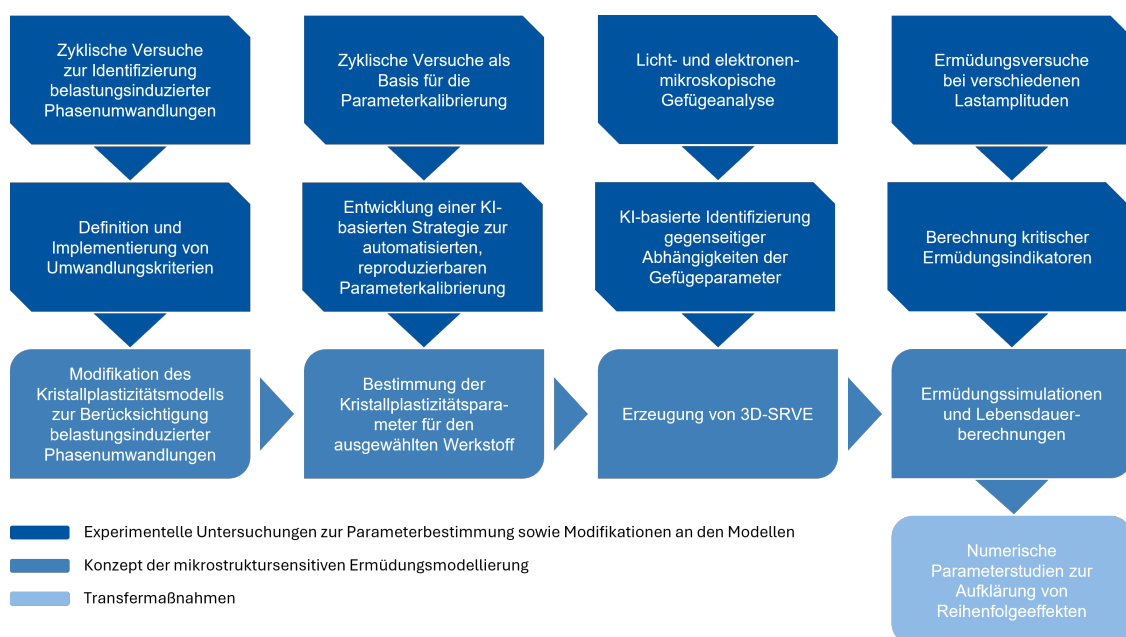 Zyklische Versuche
zur Identifizierung
belastungsinduzierter
Phasenumwandlungen
Zyklische Versuche als
Basis für die
Parameterkalibrierung
Licht- und elektronen-
mikroskopische
Gefügeanalyse
Ermüdungsversuche
bei verschiedenen
Lastamplituden
Definition und
Implementierung von
Umwandlungskriterien
Entwicklung einer KI-
basierten Strategie zur
automatisierten,
reproduzierbaren
Parameterkalibrierung
KI-basierte Identifizierung
gegenseitiger
Abhängigkeiten der
Gefügeparameter
Berechnung kritischer
Ermüdungsindikatoren
Modifikation des
Kristallplastizitätsmodells
zur Berücksichtigung
belastungsinduzierter
Phasenumwandlungen
Bestimmung der
Kristallplastizitätspara-
meter für den
ausgewählten Werkstoff
Erzeugung von 3D-SRVE
Ermüdungssimulationen
und Lebensdauer-
berechnungen
Experimentelle Untersuchungen zur Parameterbestimmung sowie Modifikationen an den Modellen
Konzept der mikrostruktursensitiven Ermüdungsmodellierung
Transfermaßnahmen
Numerische
Parameterstudien zur
Aufklärung von
Reihenfolgeeffekten